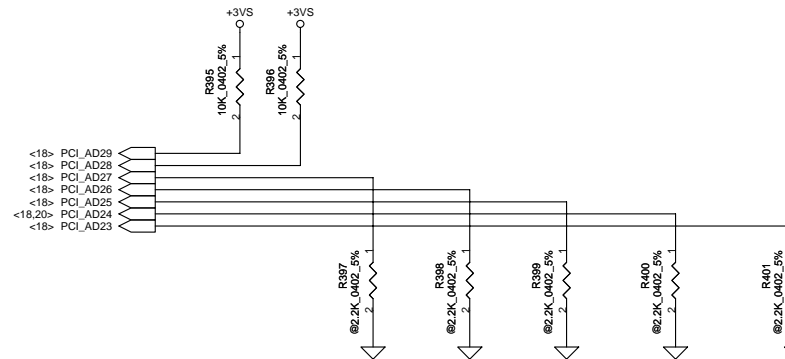 +3VS
+3VS
1
1
R395
10K_0402_5%
R396
10K_0402_5%
2
2
<18> PCI_AD29
<18> PCI_AD28
<18> PCI_AD27
<18> PCI_AD26
<18> PCI_AD25
<18,20> PCI_AD24
<18> PCI_AD23
1
1
1
1
1
R397
@2.2K_0402_5%
R398
@2.2K_0402_5%
R399
@2.2K_0402_5%
R400
@2.2K_0402_5%
R401
@2.2K_0402_5%
2
2
2
2
2